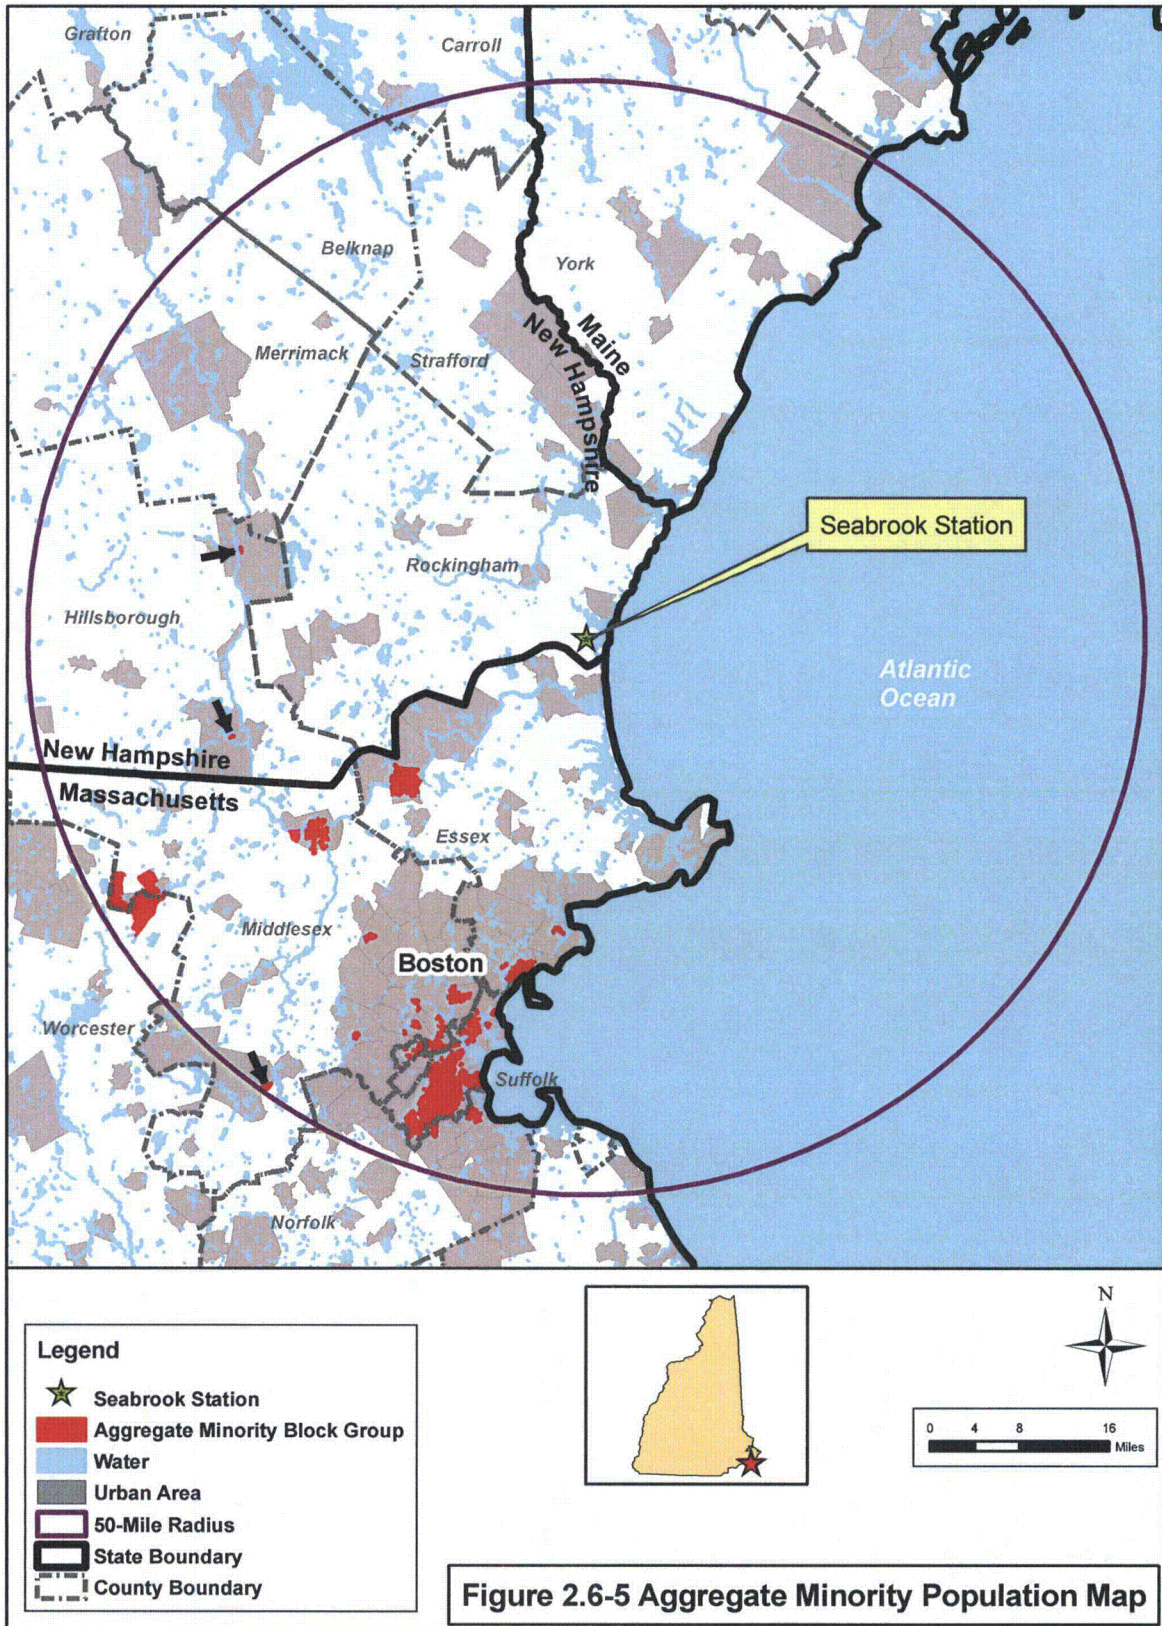 Grafton
Carroll
Belknap
York
Maine
New Hampshire
Merrimack
Strafford
Seabrook Station
Rockingham
Hillsborough
Atlantic
Ocean
New Hampshire
Massachusetts
Essex
Middlesex
Boston
Worcester
Suffolk
Norfolk
Legend
Seabrook Station
Aggregate Minority Block Group
Water
Urban Area
50-Mile Radius
State Boundary
County Boundary
N
0 4 8 16
Miles
Figure 2.6-5 Aggregate Minority Population Map